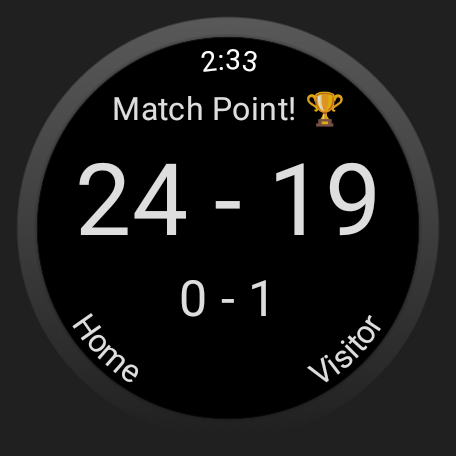 2:33
Match Point! 🏆
24 - 19
0 - 1
Home
Visitor